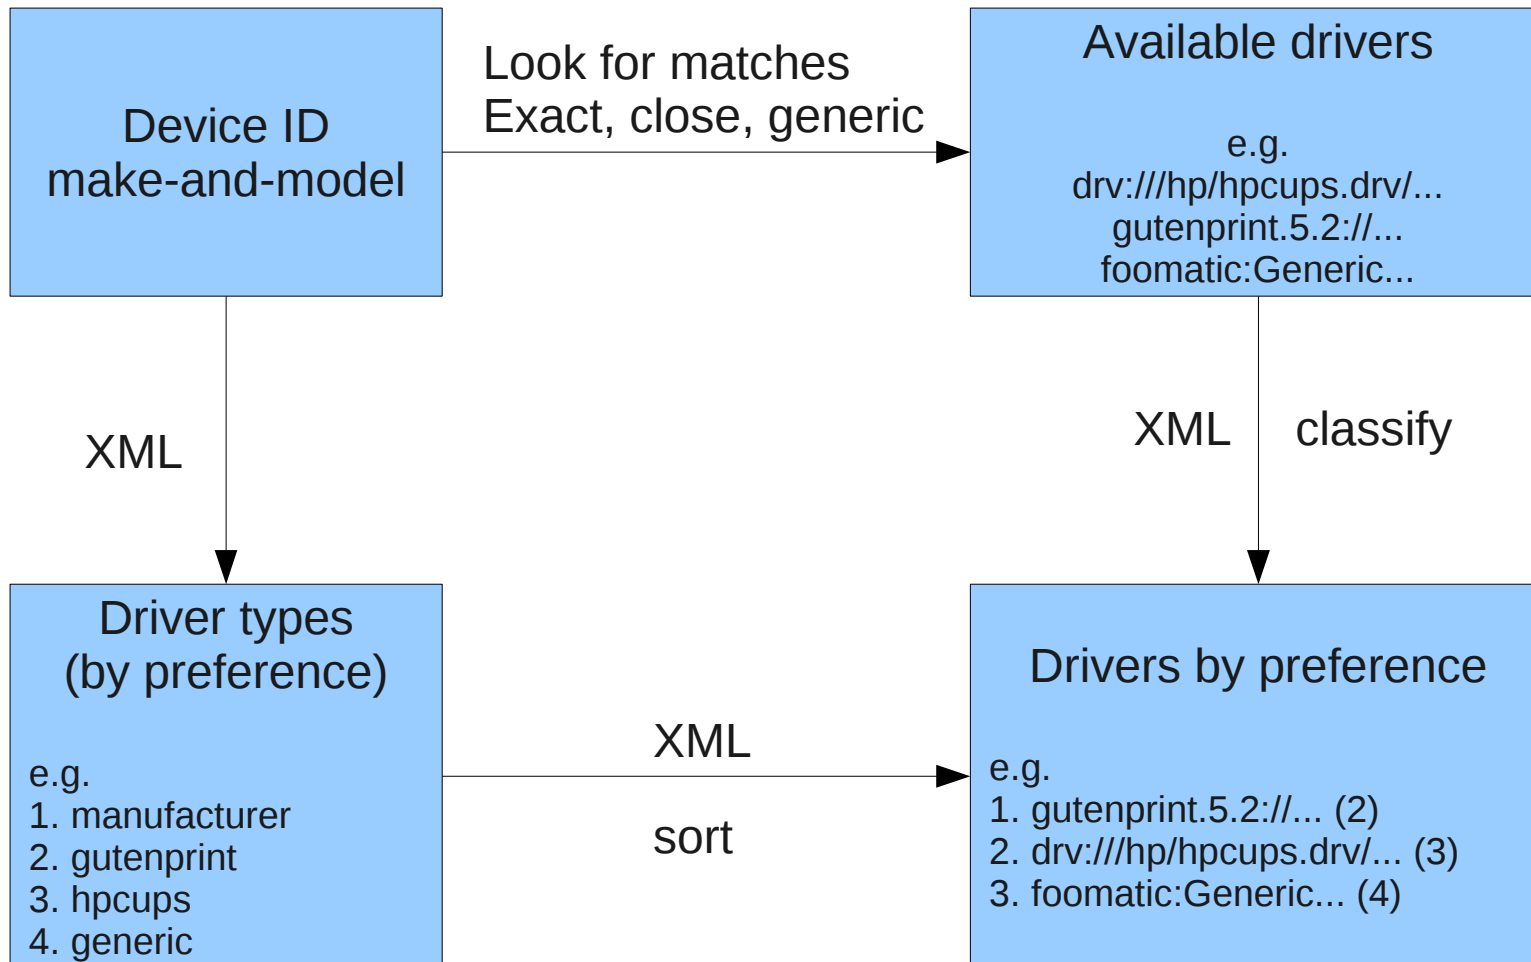 Device ID
make-and-model
Look for matches
Exact, close, generic
Available drivers
e.g.
drv:///hp/hpcups.drv/...
gutenprint.5.2://...
foomatic:Generic...
XML
XML classify
Driver types
(by preference)
e.g.
1. manufacturer
2. gutenprint
3. hpcups
4. generic
XML
sort
Drivers by preference
e.g.
1. gutenprint.5.2://... (2)
2. drv:///hp/hpcups.drv/... (3)
3. foomatic:Generic... (4)